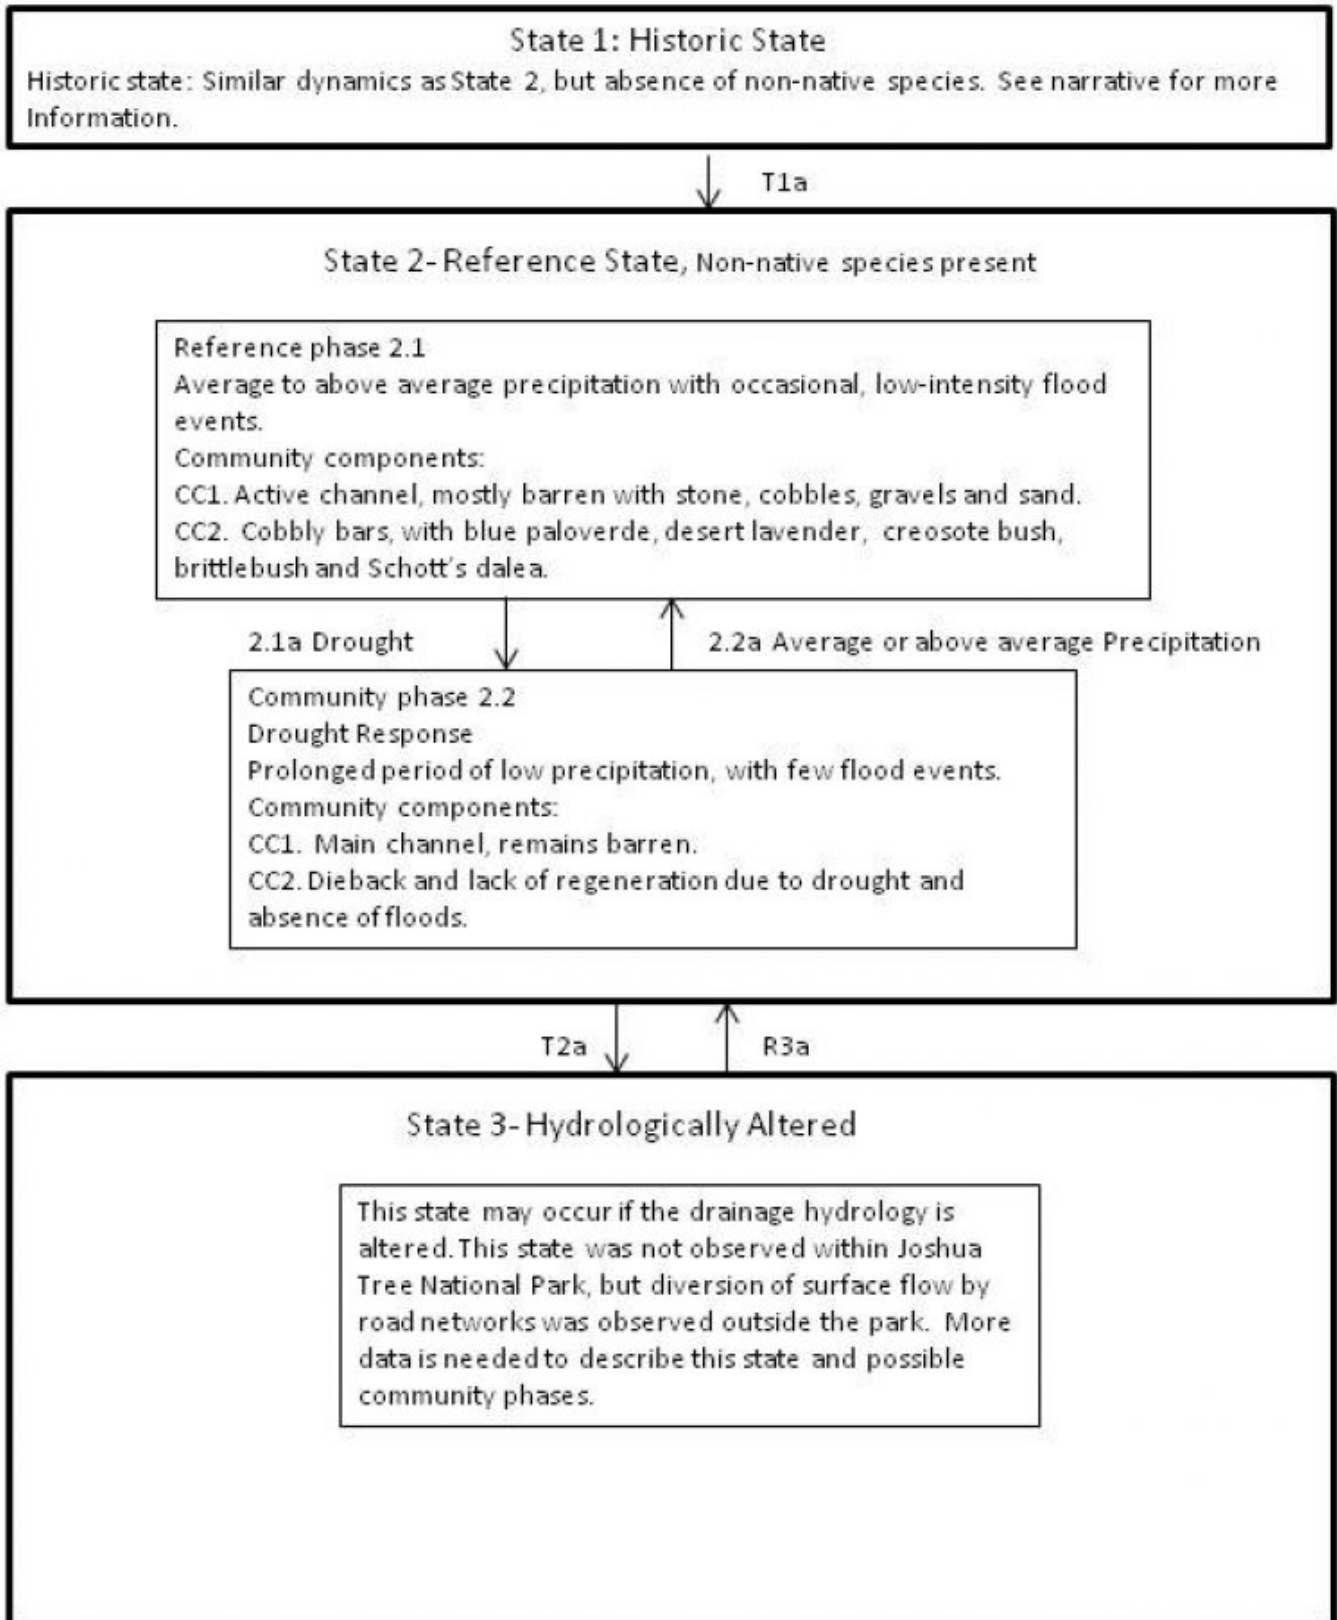 State 1: Historic State
Historic state: Similar dynamics as State 2, but absence of non-native species. See narrative for more
Information.
T1a
State 2- Reference State, Non-native species present
Reference phase 2.1
Average to above average precipitation with occasional, low-intensity flood
events.
Community components:
CC1. Active channel, mostly barren with stone, cobbles, gravels and sand.
CC2. Cobbly bars, with blue paloverde, desert lavender, creosote bush,
brittlebush and Schott's dalea.
2.1a Drought
2.2a Average or above average Precipitation
Community phase 2.2
Drought Response
Prolonged period of low precipitation, with few flood events.
Community components:
CC1. Main channel, remains barren.
CC2. Dieback and lack of regeneration due to drought and
absence of floods.
T2a
R3a
State 3- Hydrologically Altered
This state may occur if the drainage hydrology is
altered. This state was not observed within Joshua
Tree National Park, but diversion of surface flow by
road networks was observed outside the park. More
data is needed to describe this state and possible
community phases.